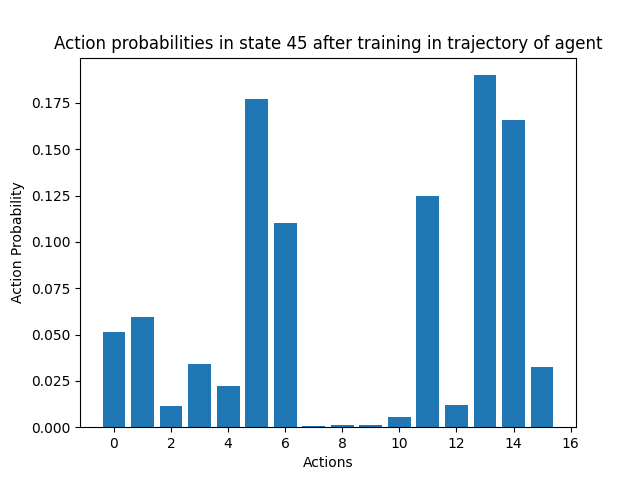 Action probabilities in state 45 after training in trajectory of agent
0.175
0.150
0.125
0.100
0.075
0.050
0.025
0.000
Action Probability
0 2 4 6 8 10 12 14 16
Actions